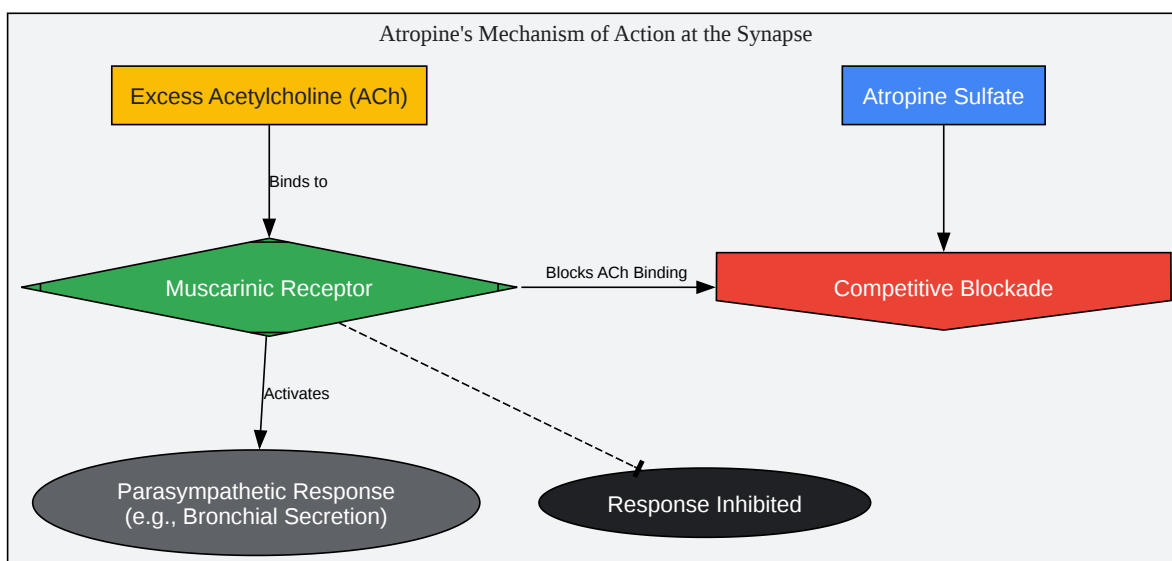 Atropine's Mechanism of Action at the Synapse
Excess Acetylcholine (ACh)
Atropine Sulfate
Binds to
Muscarinic Receptor
Blocks ACh Binding
Competitive Blockade
Activates
Parasympathetic Response
(e.g., Bronchial Secretion)
Response Inhibited